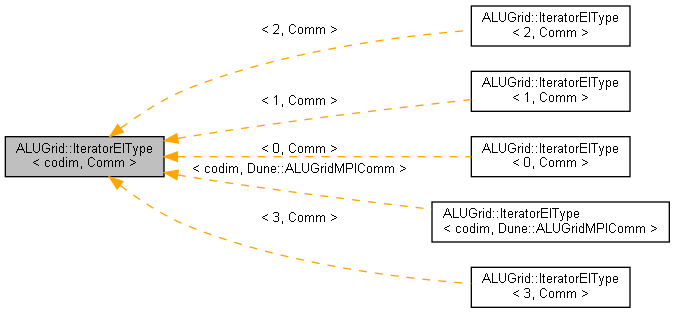 ALUGrid::IteratorElType
< 2, Comm >
< 2, Comm >
ALUGrid::IteratorElType
< 1, Comm >
< 1, Comm >
ALUGrid::IteratorElType
< codim, Comm >
< 0, Comm >
ALUGrid::IteratorElType
< 0, Comm >
< codim, Dune::ALUGridMPIComm >
ALUGrid::IteratorElType
< codim, Dune::ALUGridMPIComm >
< 3, Comm >
ALUGrid::IteratorElType
< 3, Comm >